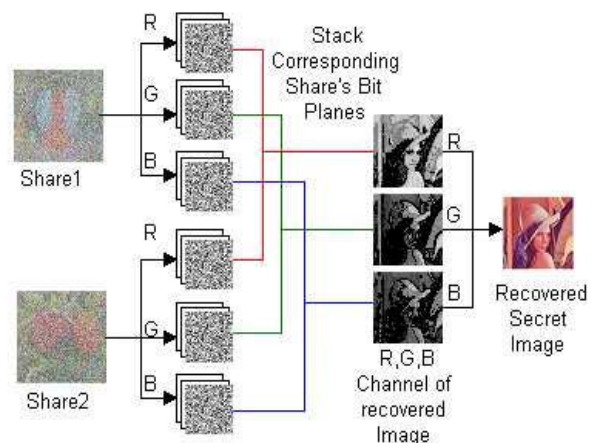 R
G
B
Share1
R
G
B
Share2
Stack
Corresponding
Share's Bit
Planes
R
G
B
R,G,B
Channel of
recovered
Image
Recovered
Secret
Image